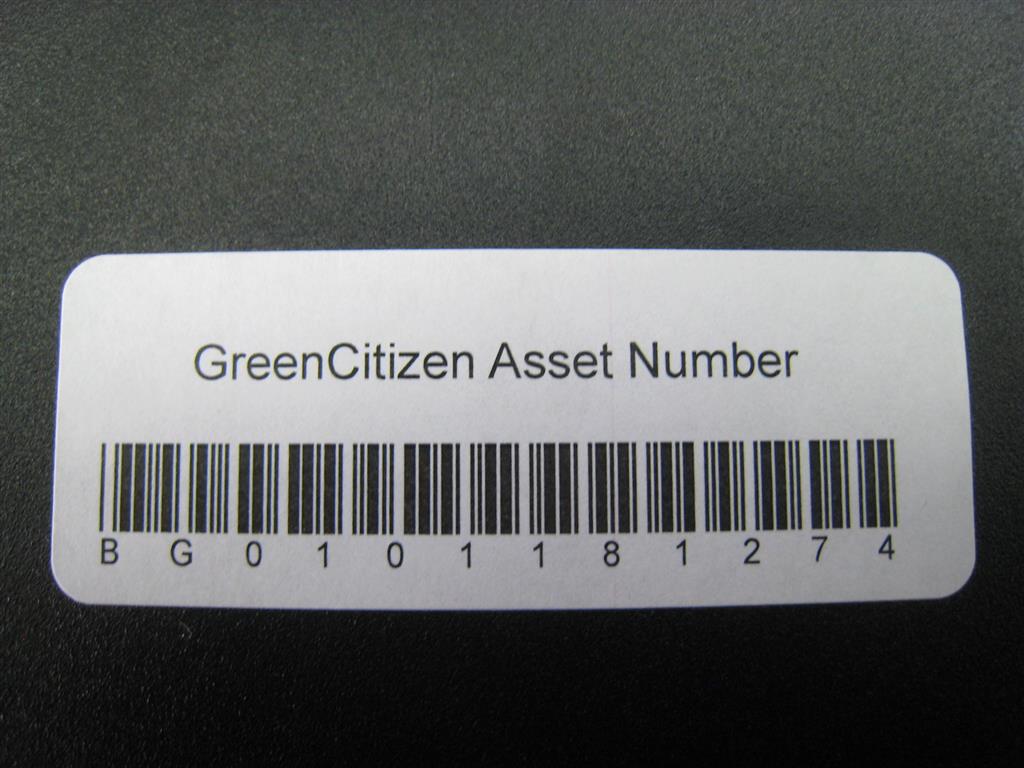 GreenCitizen Asset Number
B G 0 1 0 1 1 8 1 2 7 4